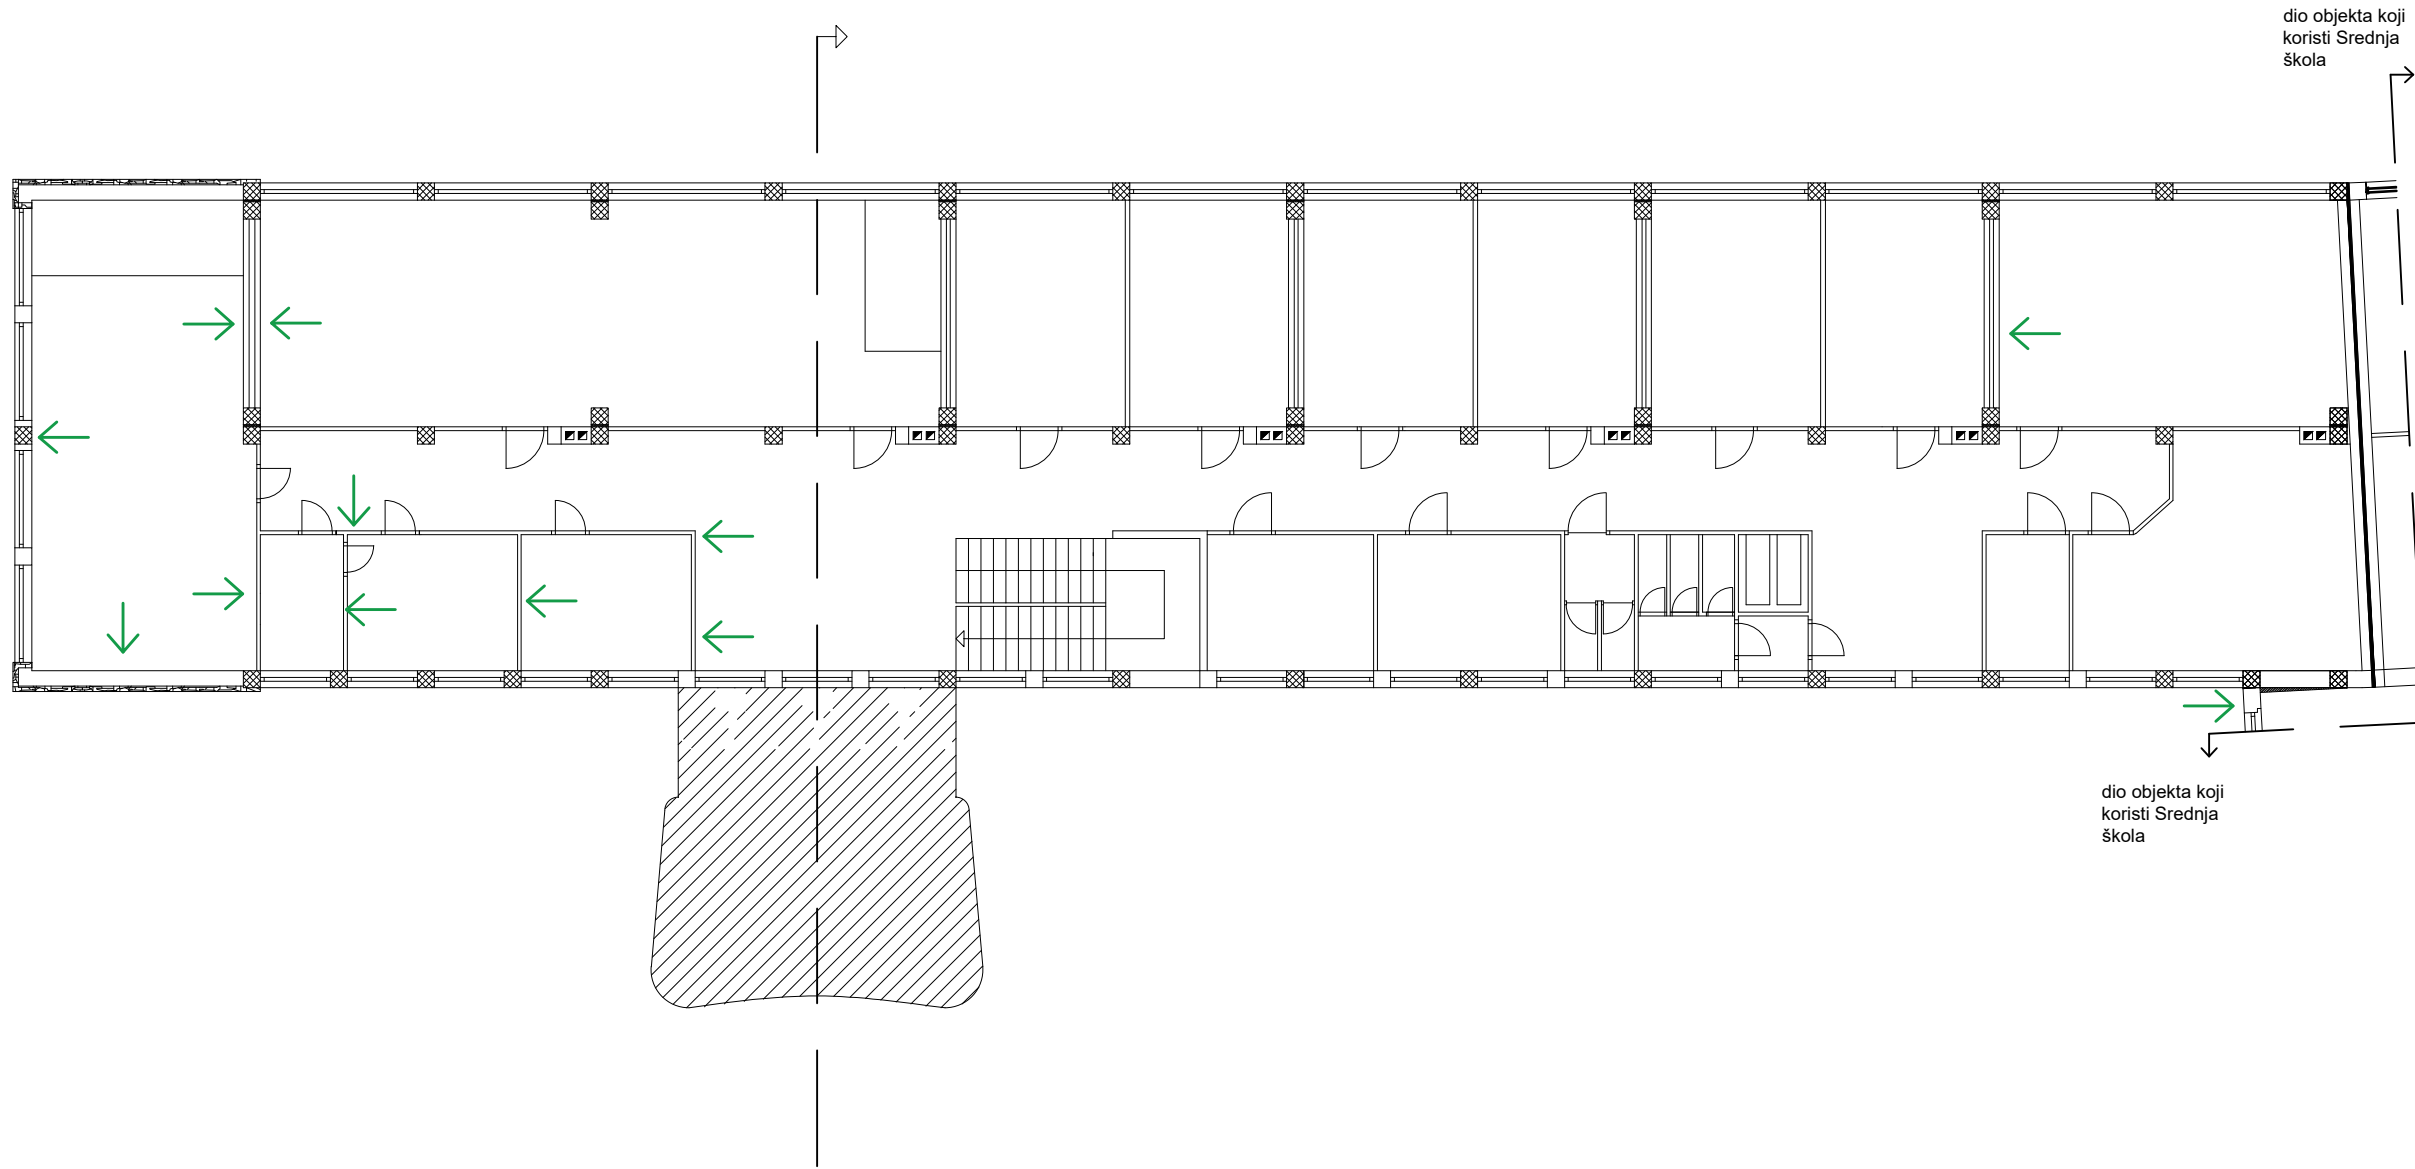 dio objekta koji
koristi Srednja
škola
dio objekta koji
koristi Srednja
škola